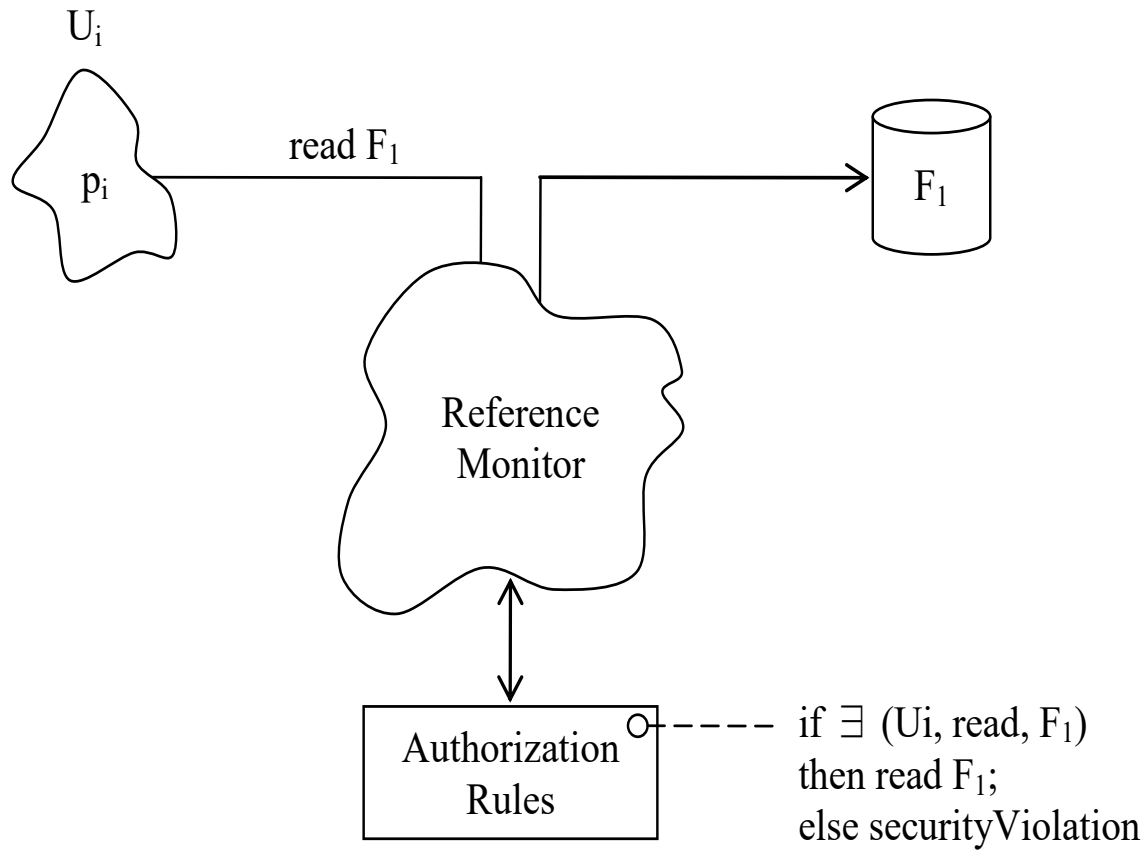 Uᵢ
pᵢ
read F₁
F₁
Reference
Monitor
Authorization
Rules
if ∃ (Ui, read, F₁)
then read F₁;
else securityViolation